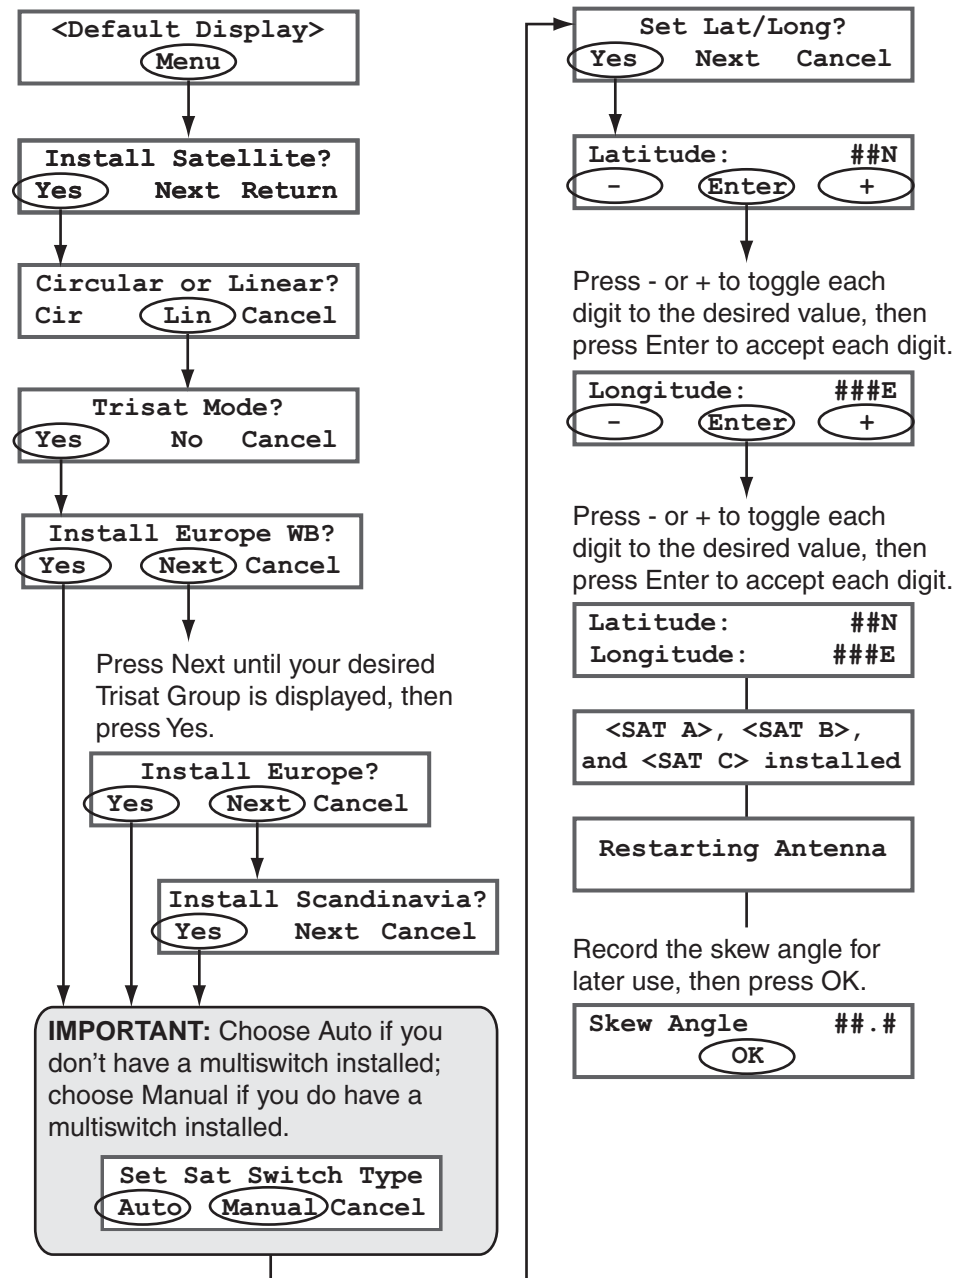 <Default Display>
Menu
Install Satellite?
Yes Next Return
Circular or Linear?
Cir Lin Cancel
Trisat Mode?
Yes No Cancel
Install Europe WB?
Yes Next Cancel
Press Next until your desired
Trisat Group is displayed, then
press Yes.
Install Europe?
Yes Next Cancel
Install Scandinavia?
Yes Next Cancel
IMPORTANT: Choose Auto if you
don't have a multiswitch installed;
choose Manual if you do have a
multiswitch installed.
Set Sat Switch Type
Auto Manual Cancel
Set Lat/Long?
Yes Next Cancel
Latitude: ##N
- Enter +
Press - or + to toggle each
digit to the desired value, then
press Enter to accept each digit.
Longitude: ###E
- Enter +
Press - or + to toggle each
digit to the desired value, then
press Enter to accept each digit.
Latitude: ##N
Longitude: ###E
<SAT A>, <SAT B>,
and <SAT C> installed
Restarting Antenna
Record the skew angle for
later use, then press OK.
Skew Angle ##.#
OK